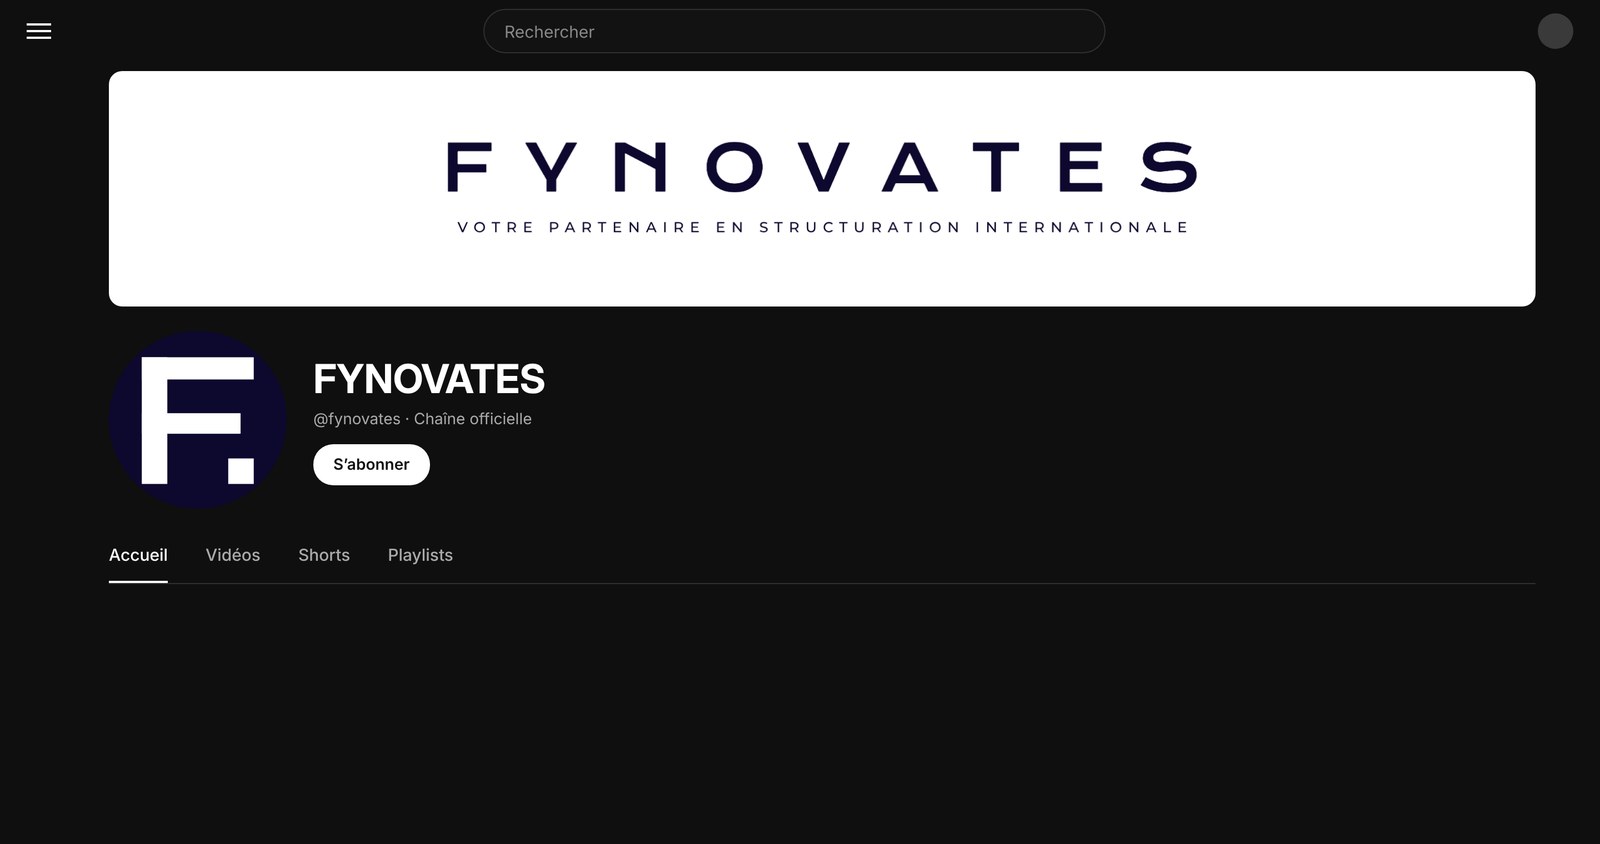 Rechercher
FYNOVATES
VOTRE PARTENAIRE EN STRUCTURATION INTERNATIONALE
F.
FYNOVATES
@fynovates · Chaîne officielle
S’abonner
Accueil Vidéos Shorts Playlists